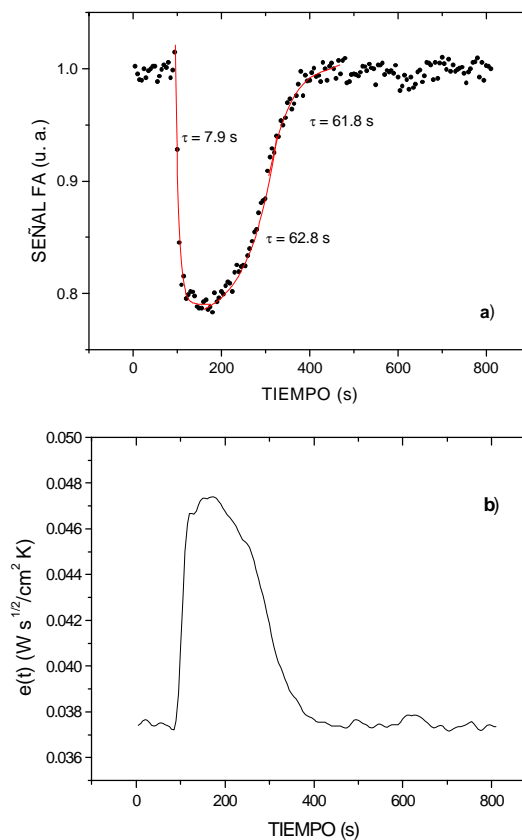 1.0
0.9
0.8
SEÑAL FA (u. a.)
τ = 7.9 s
τ = 61.8 s
τ = 62.8 s
a)
0 200 400 600 800
TIEMPO (s)
0.050
0.048
0.046
0.044
0.042
0.040
0.038
0.036
e(t) (W s^1/2/cm^2 K)
b)
0 200 400 600 800
TIEMPO (s)